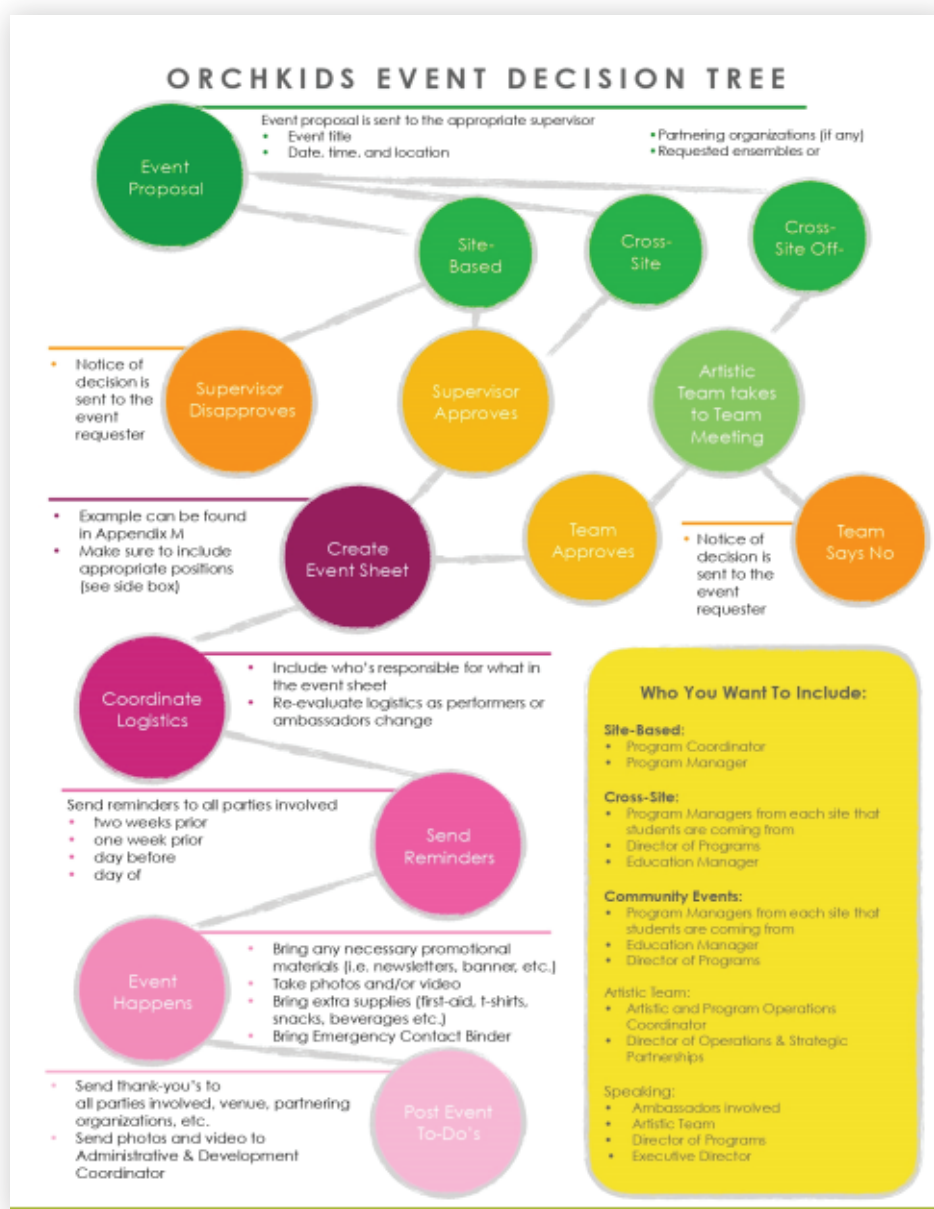 ORCHKIDS EVENT DECISION TREE
Event proposal is sent to the appropriate supervisor
• Event title
• Date, time, and location
• Partnering organizations (if any)
• Requested ensembles or
Event
Proposal
Site-
Based
Cross-
Site
Cross-
Site Off-
• Notice of
decision is
sent to the
event
requester
Supervisor
Disapproves
Supervisor
Approves
Artistic
Team takes
to Team
Meeting
• Example can be found
in Appendix M
• Make sure to include
appropriate positions
(see side box)
Create
Event Sheet
Team
Approves
• Notice of
decision is
sent to the
event
requester
Team
Says No
Coordinate
Logistics
• Include who's responsible for what in
the event sheet
• Re-evaluate logistics as performers or
ambassadors change
Send reminders to all parties involved
• two weeks prior
• one week prior
• day before
• day of
Send
Reminders
Event
Happens
• Bring any necessary promotional
materials (i.e. newsletters, banner, etc.)
• Take photos and/or video
• Bring extra supplies (first-aid, t-shirts,
snacks, beverages etc.)
• Bring Emergency Contact Binder
• Send thank-you's to
all parties involved, venue, partnering
organizations, etc.
• Send photos and video to
Administrative & Development
Coordinator
Post Event
To-Do's
Who You Want To Include:
Site-Based:
• Program Coordinator
• Program Manager
Cross-Site:
• Program Managers from each site that
students are coming from
• Director of Programs
• Education Manager
Community Events:
• Program Managers from each site that
students are coming from
• Education Manager
• Director of Programs
Artistic Team:
• Artistic and Program Operations
Coordinator
• Director of Operations & Strategic
Partnerships
Speaking:
• Ambassadors involved
• Artistic Team
• Director of Programs
• Executive Director